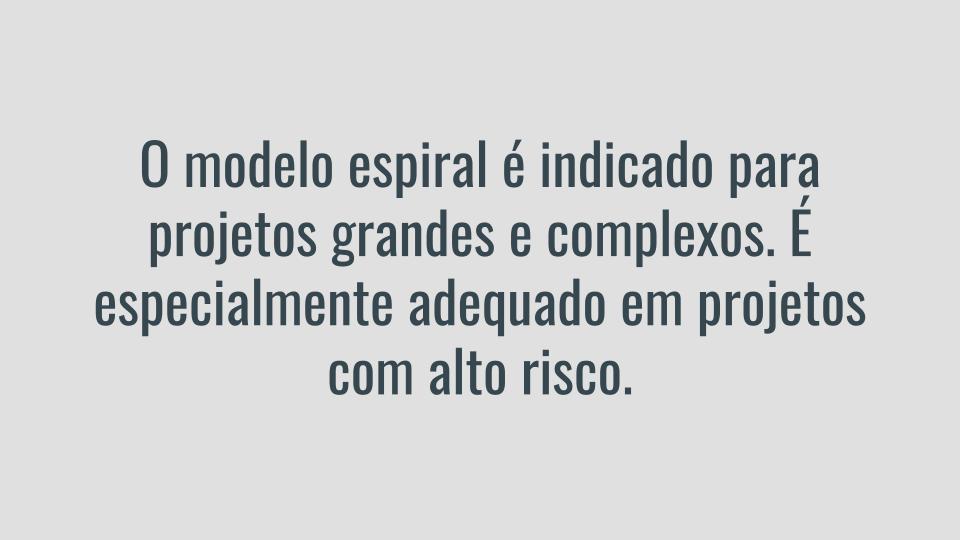 O modelo espiral é indicado para
projetos grandes e complexos. É
especialmente adequado em projetos
com alto risco.